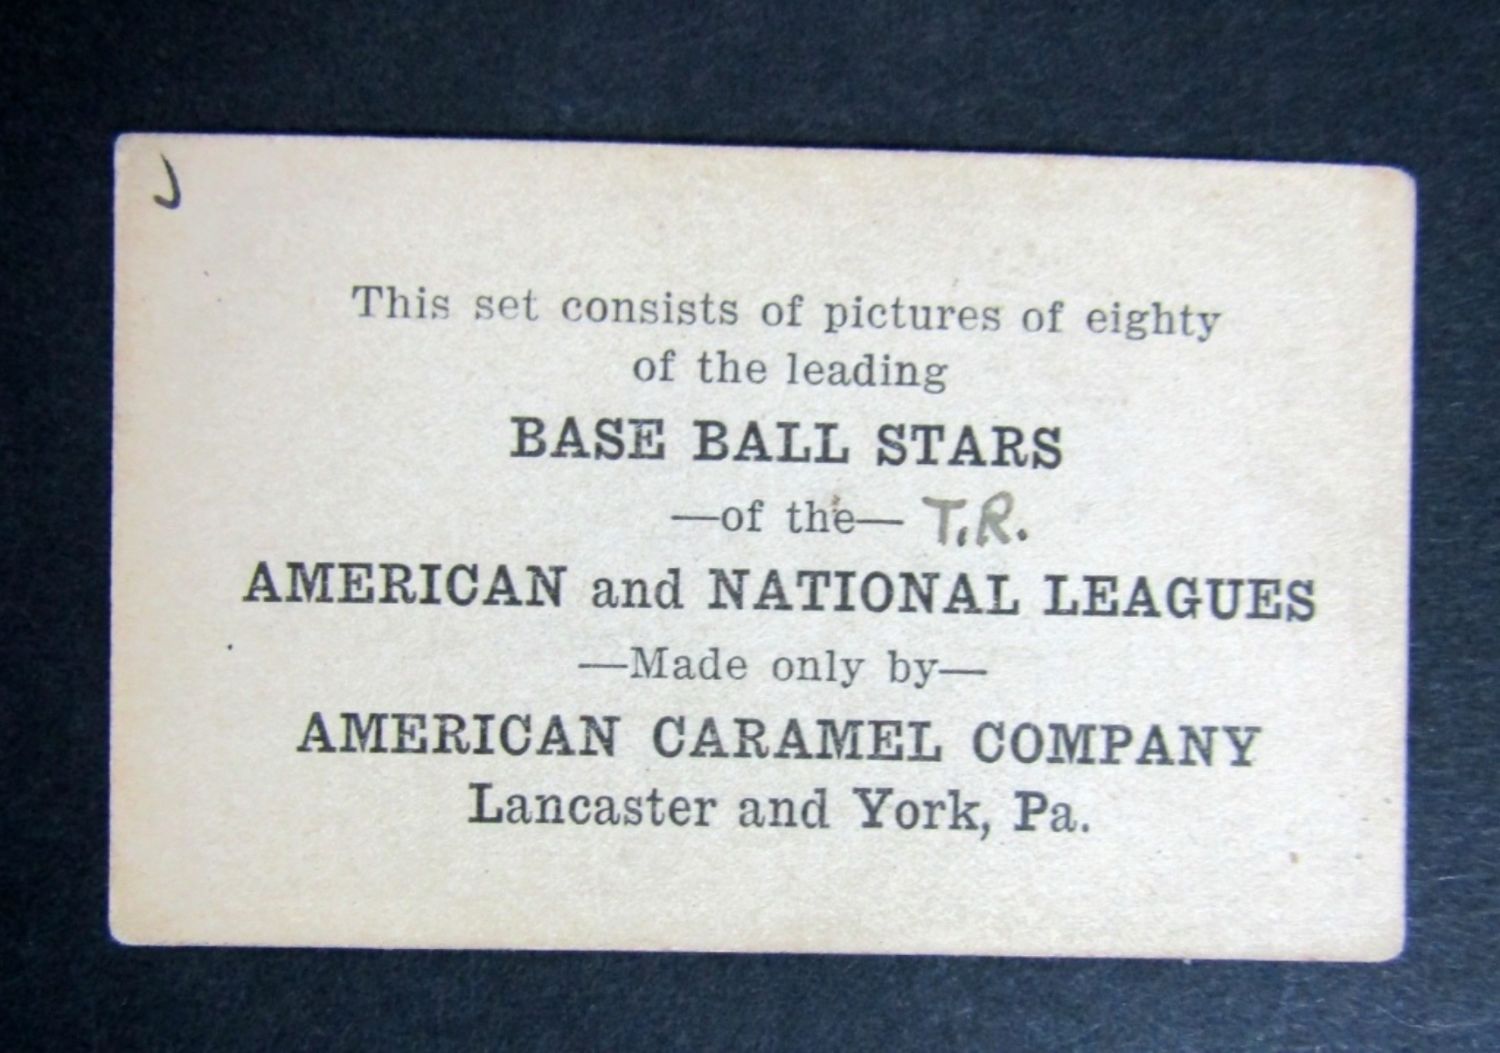 J
This set consists of pictures of eighty
of the leading
BASE BALL STARS
—of the— T.R.
AMERICAN and NATIONAL LEAGUES
—Made only by—
AMERICAN CARAMEL COMPANY
Lancaster and York, Pa.